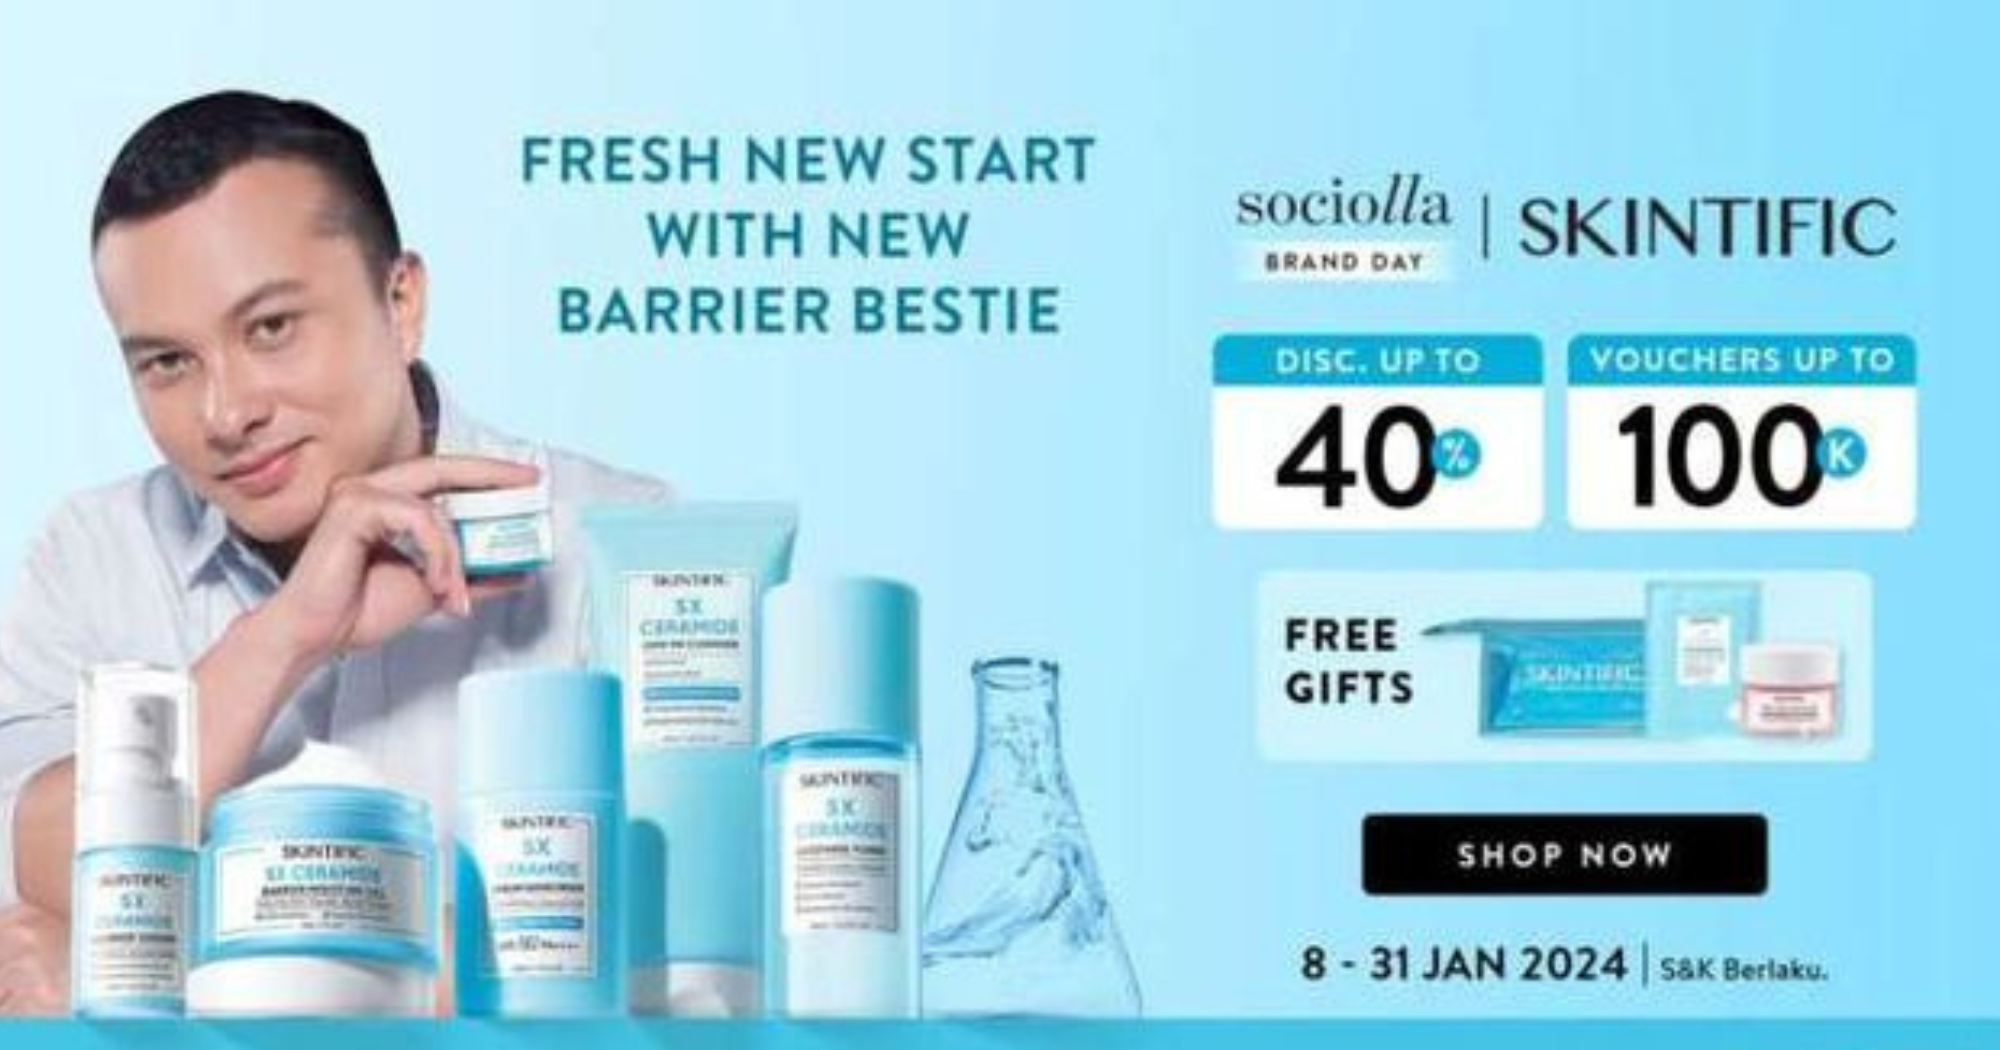 FRESH NEW START
WITH NEW
BARRIER BESTIE
sociolla | SKINTIFIC
BRAND DAY
DISC. UP TO
40%
VOUCHERS UP TO
100K
FREE
GIFTS
SKINTIFIC
SHOP NOW
8 - 31 JAN 2024 | S&K Berlaku.
SKINTIFIC
5X
CERAMIDE
SKINTIFIC
5X CERAMIDE
SKINTIFIC
5X
CERAMIDE
SKINTIFIC
5X
CERAMIDE
SKINTIFIC
5X
CERAMIDE